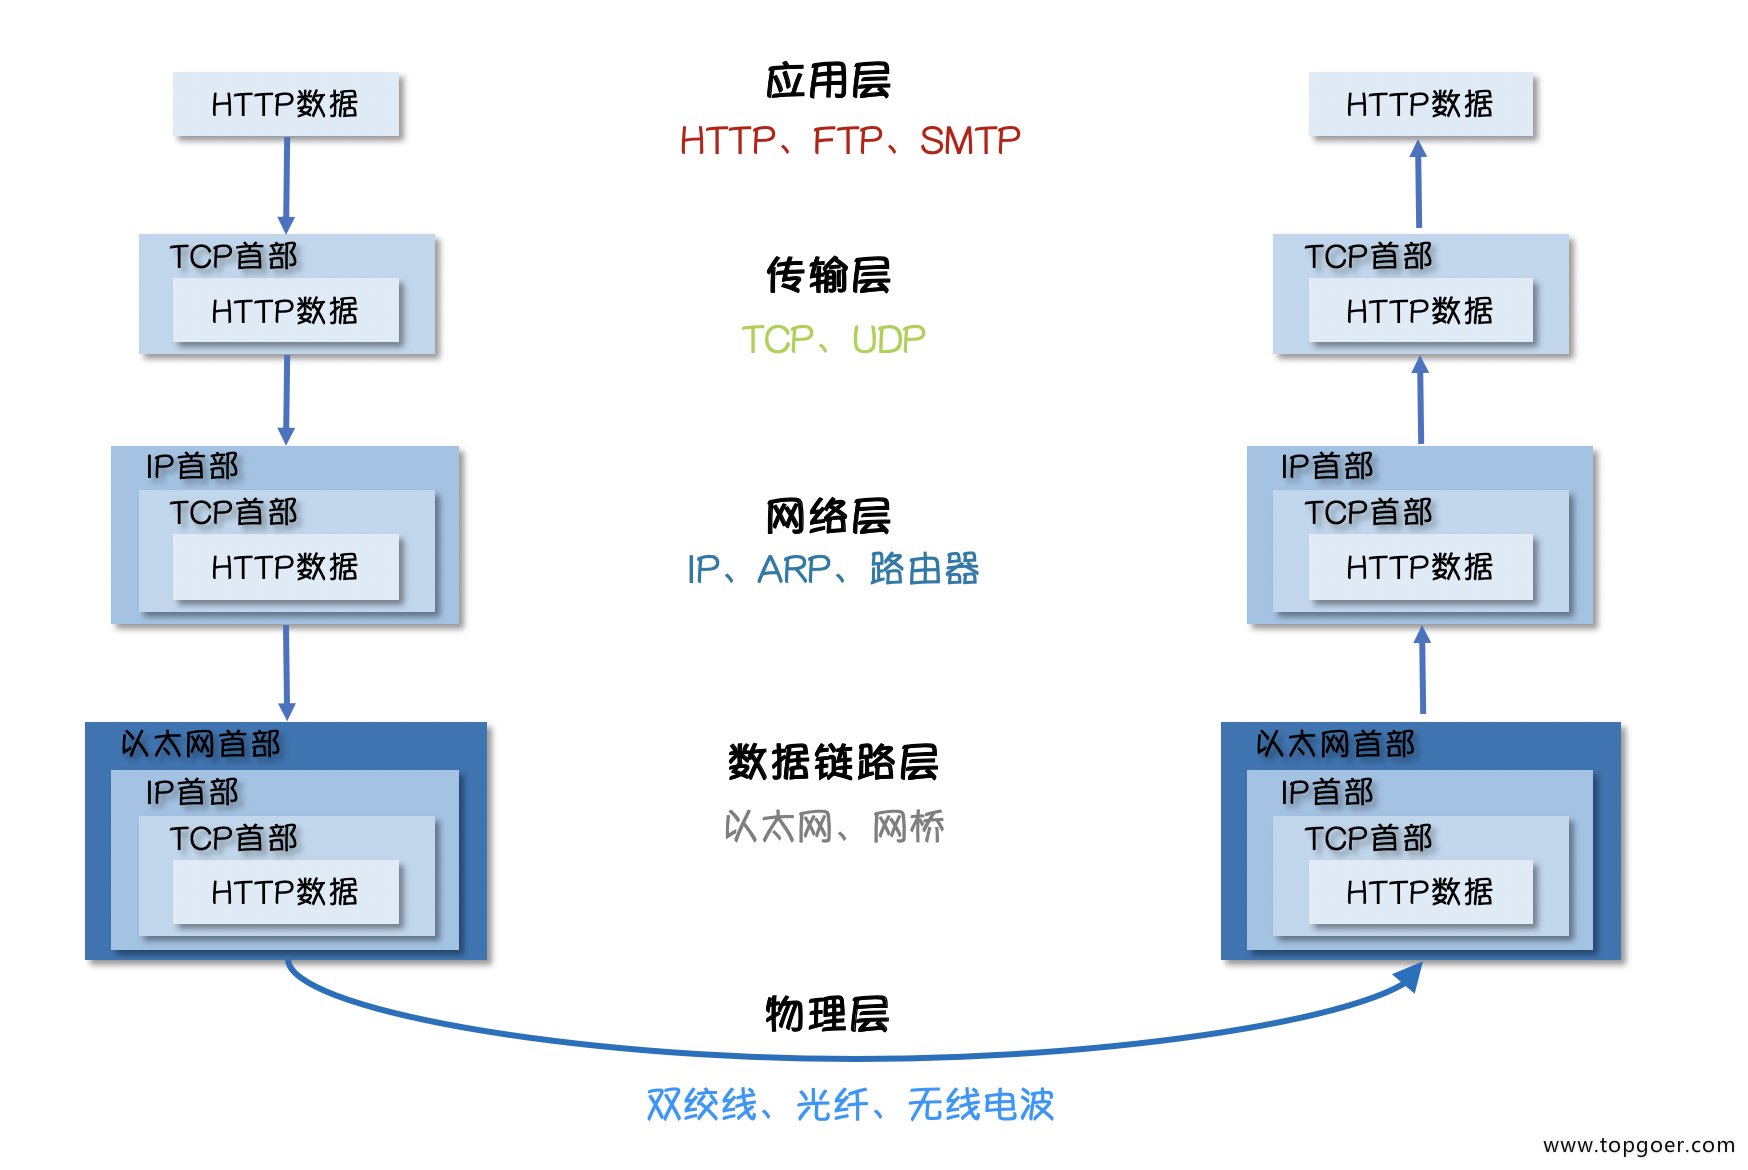 HTTP数据
应用层
HTTP、FTP、SMTP
HTTP数据
TCP首部
HTTP数据
传输层
TCP、UDP
TCP首部
HTTP数据
IP首部
TCP首部
HTTP数据
网络层
IP、ARP、路由器
IP首部
TCP首部
HTTP数据
以太网首部
IP首部
TCP首部
HTTP数据
数据链路层
以太网、网桥
以太网首部
IP首部
TCP首部
HTTP数据
物理层
双绞线、光纤、无线电波
www.topgoer.com